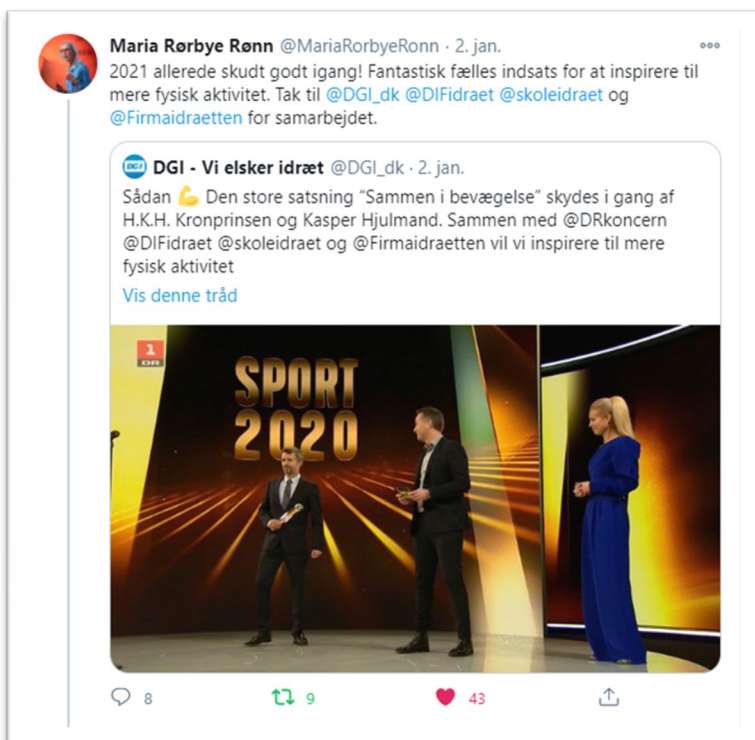 Maria Rørbye Rønn @MariaRorbyeRonn · 2. jan.
2021 allerede skudt godt igang! Fantastisk fælles indsats for at inspirere til
mere fysisk aktivitet. Tak til @DGI_dk @DIFidraet @skoleidraet og
@Firmaidraetten for samarbejdet.
DGI
DGI - Vi elsker idræt @DGI_dk · 2. jan.
Sådan 💪 Den store satsning “Sammen i bevægelse” skydes i gang af
H.K.H. Kronprinsen og Kasper Hjulmand. Sammen med @DRkoncern
@DIFidraet @skoleidraet og @Firmaidraetten vil vi inspirere til mere
fysisk aktivitet
Vis denne tråd
1
DR
SPORT
2020
8 9 43